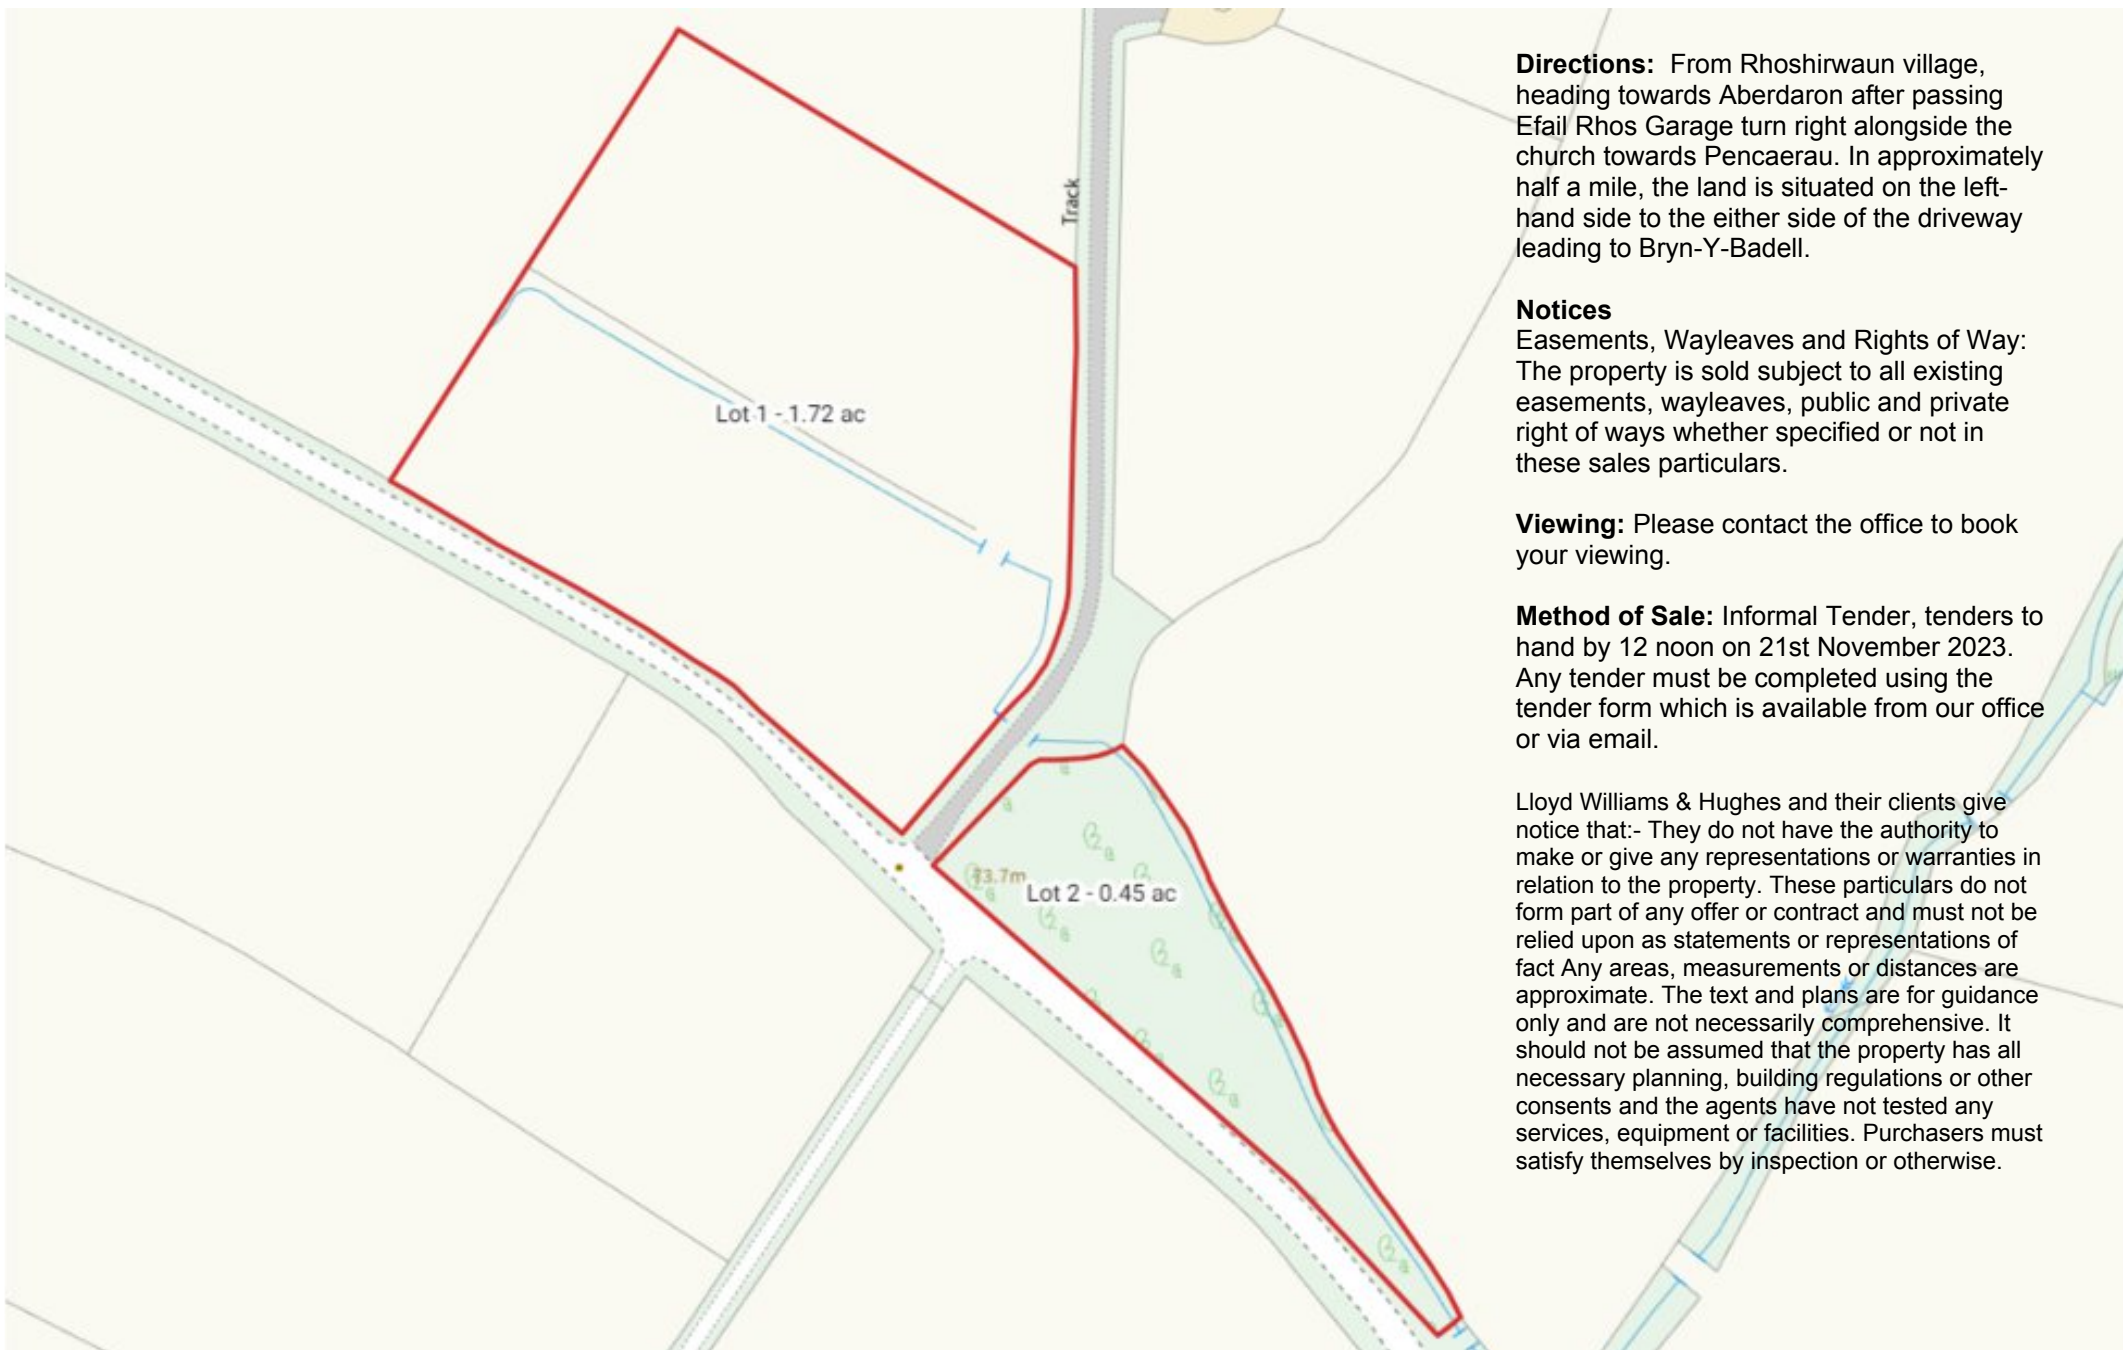 Track
Lot 1 - 1.72 ac
73.7m
Lot 2 - 0.45 ac
Directions: From Rhoshirwaun village,
heading towards Aberdaron after passing
Efail Rhos Garage turn right alongside the
church towards Pencaerau. In approximately
half a mile, the land is situated on the left-
hand side to the either side of the driveway
leading to Bryn-Y-Badell.
Notices
Easements, Wayleaves and Rights of Way:
The property is sold subject to all existing
easements, wayleaves, public and private
right of ways whether specified or not in
these sales particulars.
Viewing: Please contact the office to book
your viewing.
Method of Sale: Informal Tender, tenders to
hand by 12 noon on 21st November 2023.
Any tender must be completed using the
tender form which is available from our office
or via email.
Lloyd Williams & Hughes and their clients give
notice that:- They do not have the authority to
make or give any representations or warranties in
relation to the property. These particulars do not
form part of any offer or contract and must not be
relied upon as statements or representations of
fact Any areas, measurements or distances are
approximate. The text and plans are for guidance
only and are not necessarily comprehensive. It
should not be assumed that the property has all
necessary planning, building regulations or other
consents and the agents have not tested any
services, equipment or facilities. Purchasers must
satisfy themselves by inspection or otherwise.